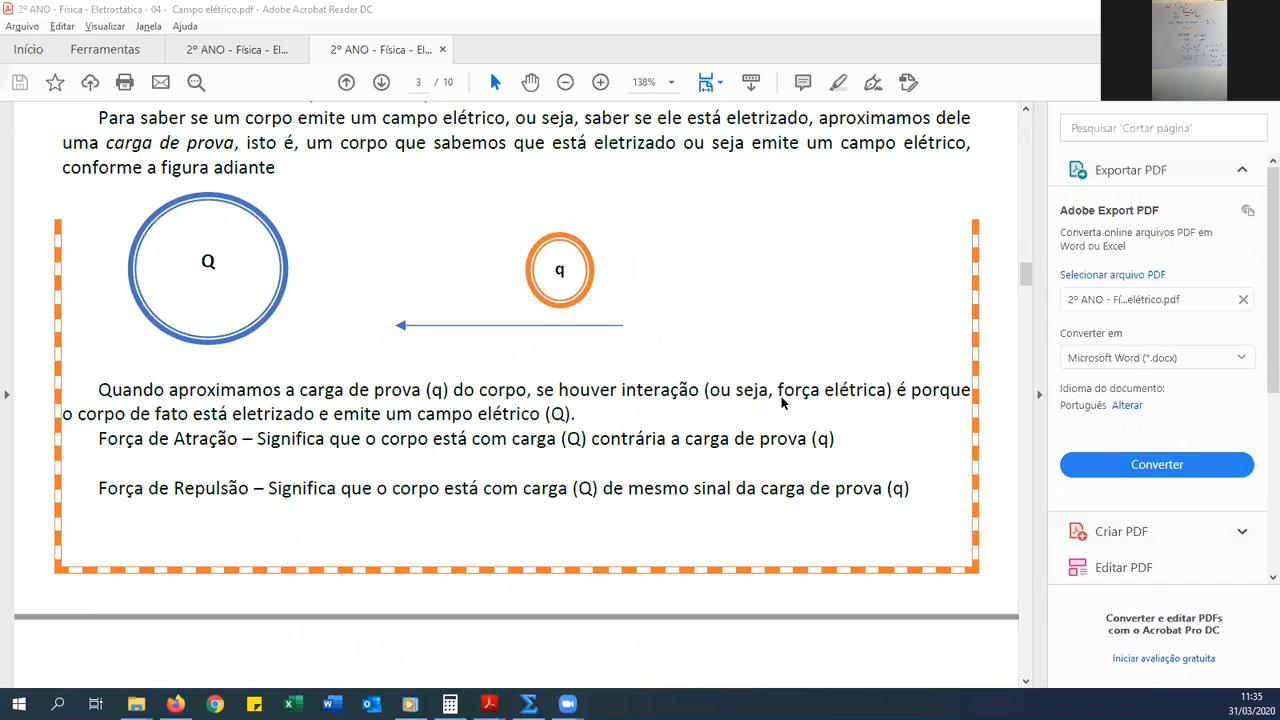 2º ANO - Física - Eletrostática - 04 - Campo elétrico.pdf - Adobe Acrobat Reader DC
Arquivo Editar Visualizar Janela Ajuda
Início Ferramentas 2º ANO - Física - El... 2º ANO - Física - El... ×
3 / 10 138%
Para saber se um corpo emite um campo elétrico, ou seja, saber se ele está eletrizado, aproximamos dele
uma carga de prova, isto é, um corpo que sabemos que está eletrizado ou seja emite um campo elétrico,
conforme a figura adiante
Q
q
Quando aproximamos a carga de prova (q) do corpo, se houver interação (ou seja, força elétrica) é porque
o corpo de fato está eletrizado e emite um campo elétrico (Q).
Força de Atração – Significa que o corpo está com carga (Q) contrária a carga de prova (q)
Força de Repulsão – Significa que o corpo está com carga (Q) de mesmo sinal da carga de prova (q)
Pesquisar 'Cortar página'
Exportar PDF
Adobe Export PDF
Converta online arquivos PDF em
Word ou Excel
Selecionar arquivo PDF
2º ANO - Fí...elétrico.pdf
Converter em
Microsoft Word (*.docx)
Idioma do documento:
Português Alterar
Converter
Criar PDF
Editar PDF
Converter e editar PDFs
com o Acrobat Pro DC
Iniciar avaliação gratuita
11:35
31/03/2020